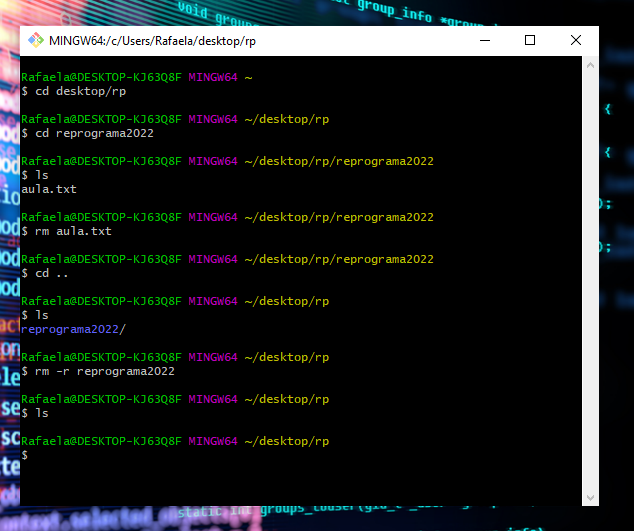 void group
group_info *group
MINGW64:/c/Users/Rafaela/desktop/rp
Rafaela@DESKTOP-KJ63Q8F MINGW64 ~
$ cd desktop/rp
Rafaela@DESKTOP-KJ63Q8F MINGW64 ~/desktop/rp
$ cd reprograma2022
Rafaela@DESKTOP-KJ63Q8F MINGW64 ~/desktop/rp/reprograma2022
$ ls
aula.txt
Rafaela@DESKTOP-KJ63Q8F MINGW64 ~/desktop/rp/reprograma2022
$ rm aula.txt
Rafaela@DESKTOP-KJ63Q8F MINGW64 ~/desktop/rp/reprograma2022
$ cd ..
Rafaela@DESKTOP-KJ63Q8F MINGW64 ~/desktop/rp
$ ls
reprograma2022/
Rafaela@DESKTOP-KJ63Q8F MINGW64 ~/desktop/rp
$ rm -r reprograma2022
Rafaela@DESKTOP-KJ63Q8F MINGW64 ~/desktop/rp
$ ls
Rafaela@DESKTOP-KJ63Q8F MINGW64 ~/desktop/rp
$